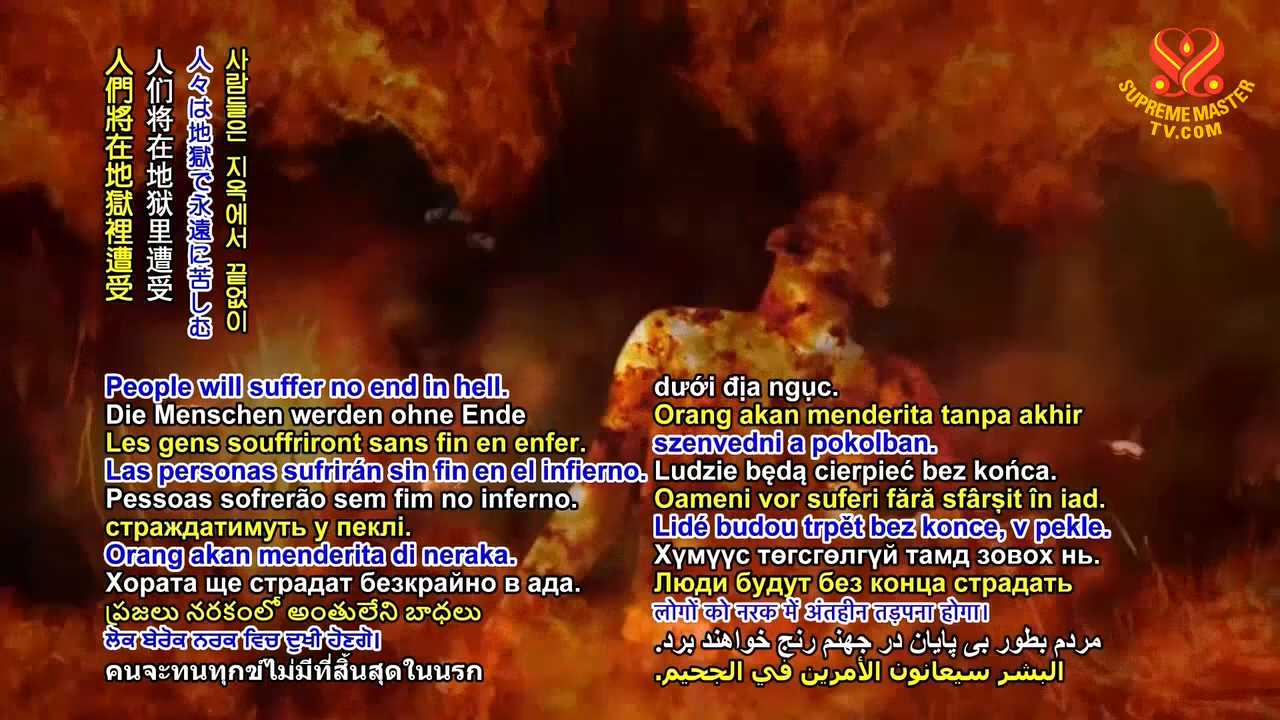 人們將在地獄裡遭受
人们将在地狱里遭受
人々は地獄で永遠に苦しむ
사람들은 지옥에서 끝없이
SUPREME MASTER
TV.COM
People will suffer no end in hell.
Die Menschen werden ohne Ende
Les gens souffriront sans fin en enfer.
Las personas sufrirán sin fin en el infierno.
Pessoas sofrerão sem fim no inferno.
страждатимуть у пеклі.
Orang akan menderita di neraka.
Хората ще страдат безкрайно в ада.
ప్రజలు నరకంలో అంతులేని బాధలు
ਲੋਕ ਬੇਰੋਕ ਨਰਕ ਵਿਚ ਦੁਖੀ ਹੋਣਗੇ।
คนจะทนทุกข์ไม่มีที่สิ้นสุดในนรก
dưới địa ngục.
Orang akan menderita tanpa akhir
szenvedni a pokolban.
Ludzie będą cierpieć bez końca.
Oameni vor suferi fără sfârșit în iad.
Lidé budou trpět bez konce, v pekle.
Хүмүүс төгсгөлгүй тамд зовох нь.
Люди будут без конца страдать
लोगों को नरक में अंतहीन तड़पना होगा।
مردم بطور بی پایان در جهنم رنج خواهند برد.
البشر سيعانون الأمرين في الجحيم.